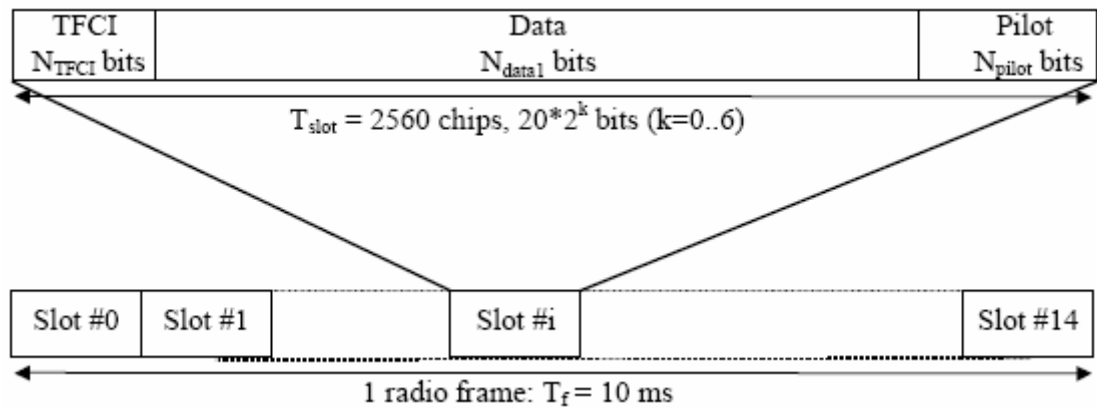 TFCI
N_TFCI bits
Data
N_data1 bits
Pilot
N_pilot bits
T_slot = 2560 chips, 20*2^k bits (k=0..6)
Slot #0
Slot #1
Slot #i
Slot #14
1 radio frame: T_f = 10 ms